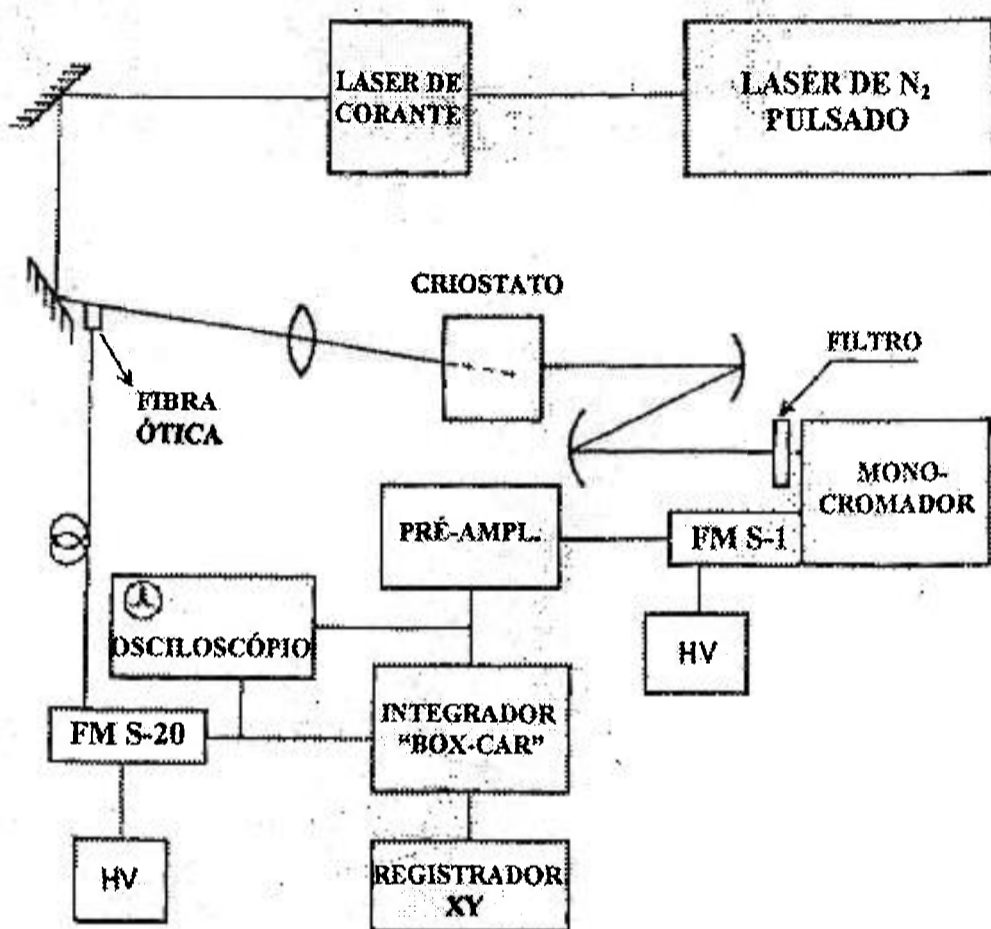 LASER DE
CORANTE
LASER DE N₂
PULSADO
CRIOSTATO
FILTRO
FIBRA
ÓTICA
MONO-
CROMADOR
PRÉ-AMPL.
FM S-1
HV
OSCILOSCÓPIO
INTEGRADOR
"BOX-CAR"
FM S-20
HV
REGISTRADOR
XY